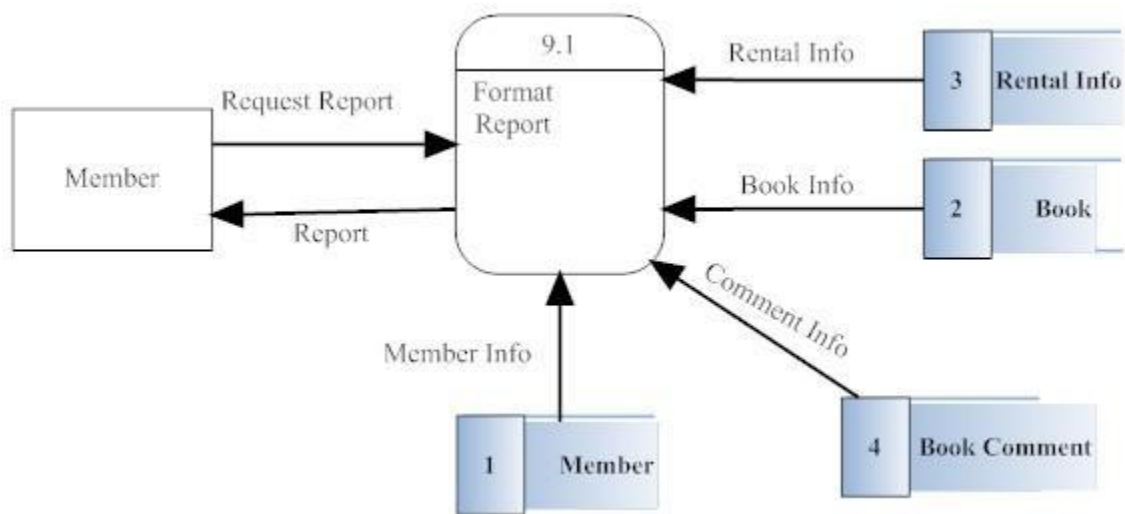 9.1
Format
Report
Request Report
Member
Report
Rental Info
3 Rental Info
Book Info
2 Book
Comment Info
Member Info
1 Member
4 Book Comment